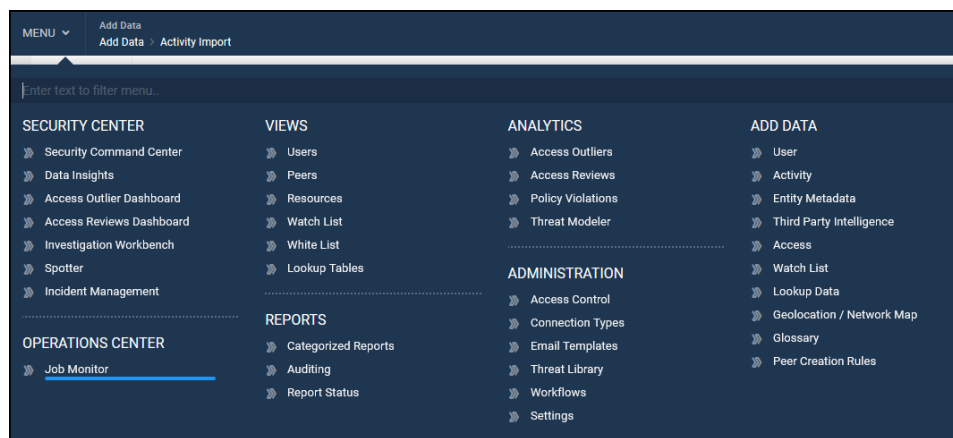 MENU
Add Data
Add Data > Activity Import
Enter text to filter menu..
SECURITY CENTER
Security Command Center
Data Insights
Access Outlier Dashboard
Access Reviews Dashboard
Investigation Workbench
Spotter
Incident Management
OPERATIONS CENTER
Job Monitor
VIEWS
Users
Peers
Resources
Watch List
White List
Lookup Tables
REPORTS
Categorized Reports
Auditing
Report Status
ANALYTICS
Access Outliers
Access Reviews
Policy Violations
Threat Modeler
ADMINISTRATION
Access Control
Connection Types
Email Templates
Threat Library
Workflows
Settings
ADD DATA
User
Activity
Entity Metadata
Third Party Intelligence
Access
Watch List
Lookup Data
Geolocation / Network Map
Glossary
Peer Creation Rules